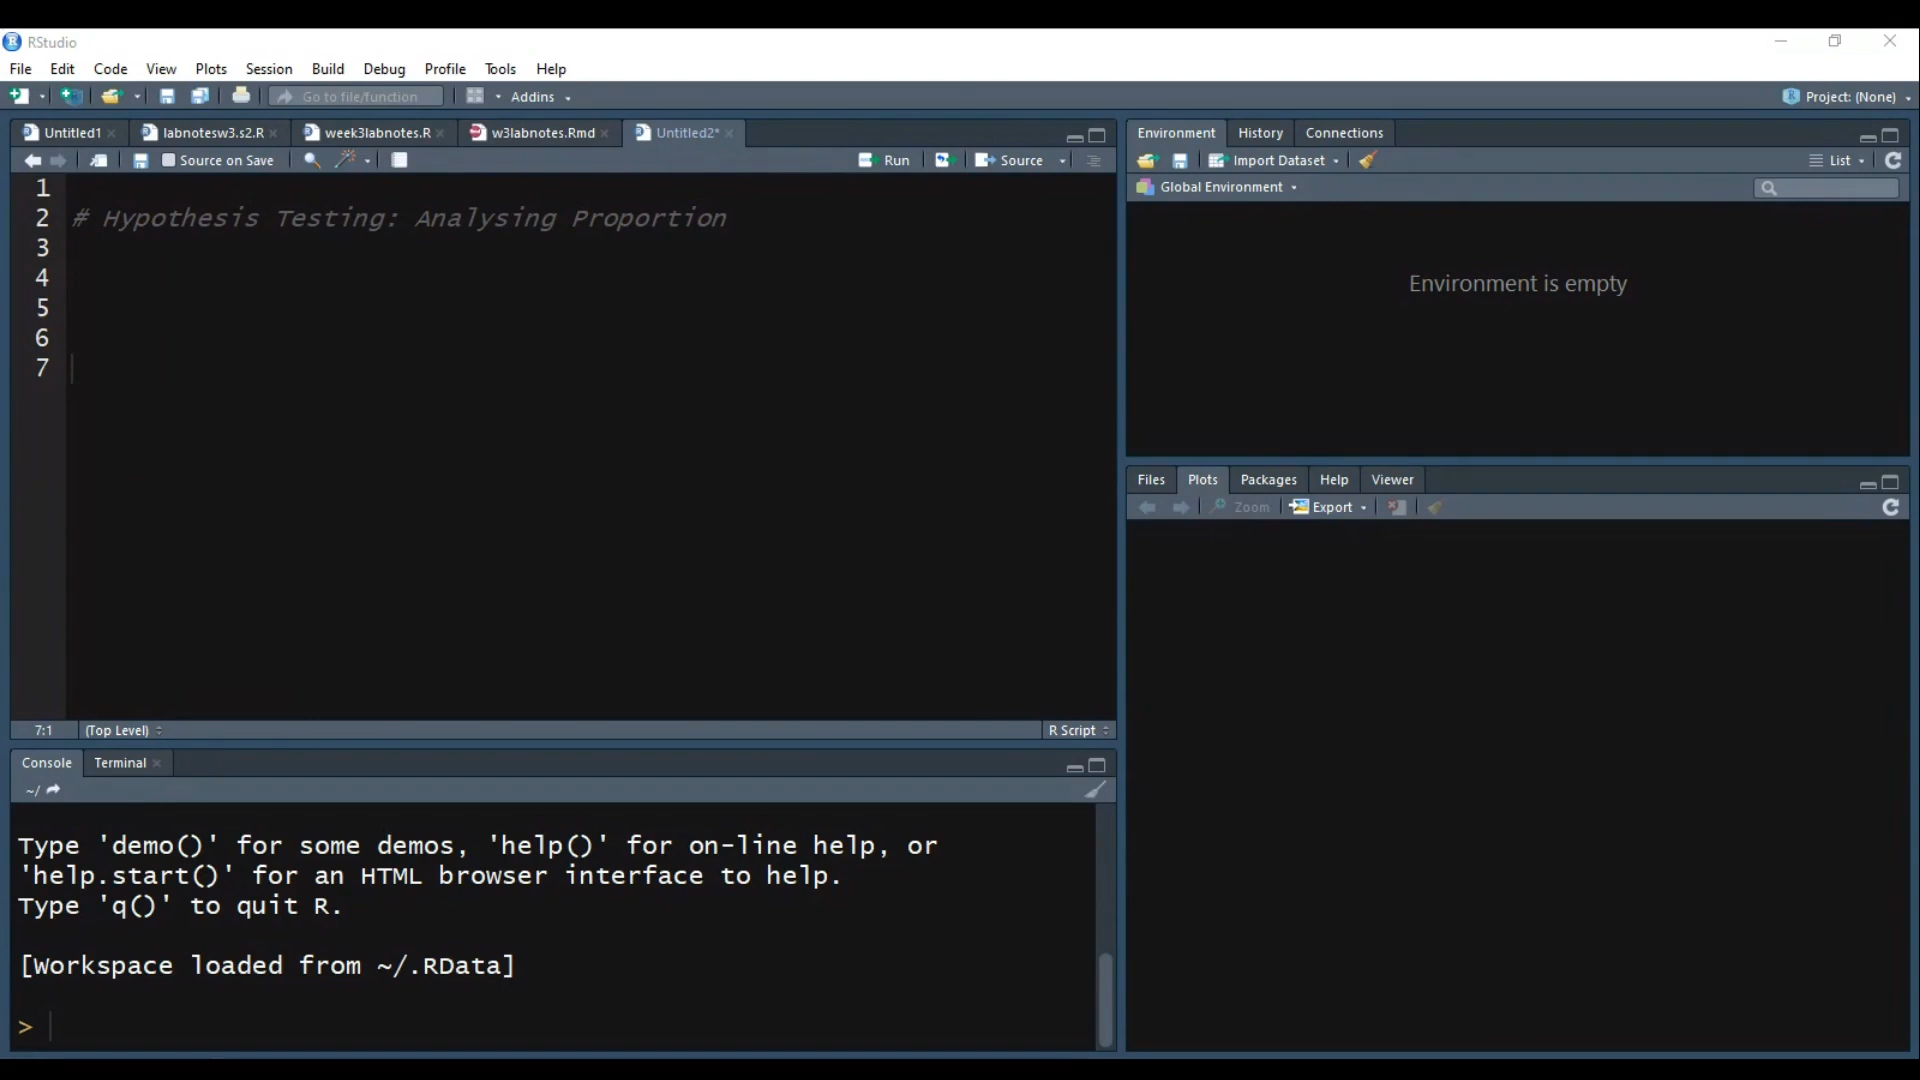 RStudio
File Edit Code View Plots Session Build Debug Profile Tools Help
Go to file/function Addins Project: (None)
Untitled1 labnotesw3.s2.R week3labnotes.R w3labnotes.Rmd Untitled2*
Source on Save Run Source
1
2 # Hypothesis Testing: Analysing Proportion
3
4
5
6
7
7:1 (Top Level) R Script
Console Terminal
~/
Type 'demo()' for some demos, 'help()' for on-line help, or
'help.start()' for an HTML browser interface to help.
Type 'q()' to quit R.
[Workspace loaded from ~/.RData]
>
Environment History Connections
Import Dataset List
Global Environment
Environment is empty
Files Plots Packages Help Viewer
Zoom Export